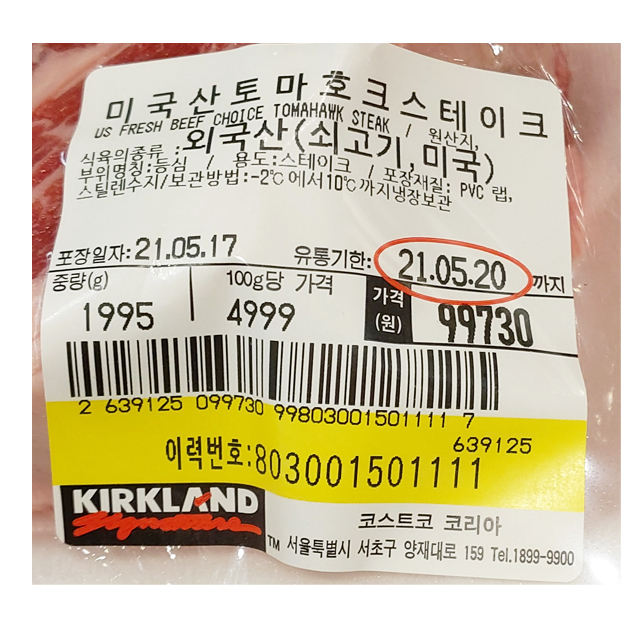 미국산토마호크스테이크
US FRESH BEEF CHOICE TOMAHAWK STEAK / 원산지,
식육의종류 : 외국산(쇠고기,미국)
부위명칭:등심 / 용도:스테이크 / 포장재질: PVC 랩,
스틸렌수지/보관방법:-2℃에서10℃까지냉장보관
포장일자: 21.05.17 유통기한: 21.05.20 까지
중량(g) 100g당 가격 가격(원)
1995 4999 99730
2 639125 099730 99803001501111 7
639125
이력번호:803001501111
KIRKLAND
Signature TM
코스트코 코리아
서울특별시 서초구 양재대로 159 Tel.1899-9900